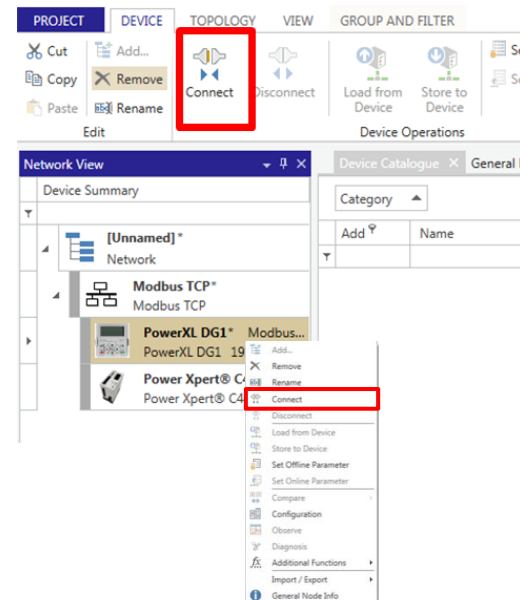 PROJECT DEVICE TOPOLOGY VIEW GROUP AND FILTER
Cut Add...
Copy Remove Connect Disconnect Load from Device Store to Device
Paste Rename
Edit Device Operations
Network View Device Catalogue General
Device Summary
Category
Add Name
[Unnamed]*
Network
Modbus TCP*
Modbus TCP
PowerXL DG1* Modbus...
PowerXL DG1 19
Power Xpert® C4
Power Xpert® C4
Add...
Remove
Rename
Connect
Disconnect
Load from Device
Store to Device
Set Offline Parameter
Set Online Parameter
Compare
Configuration
Observe
Diagnosis
Additional Functions
Import / Export
General Node Info